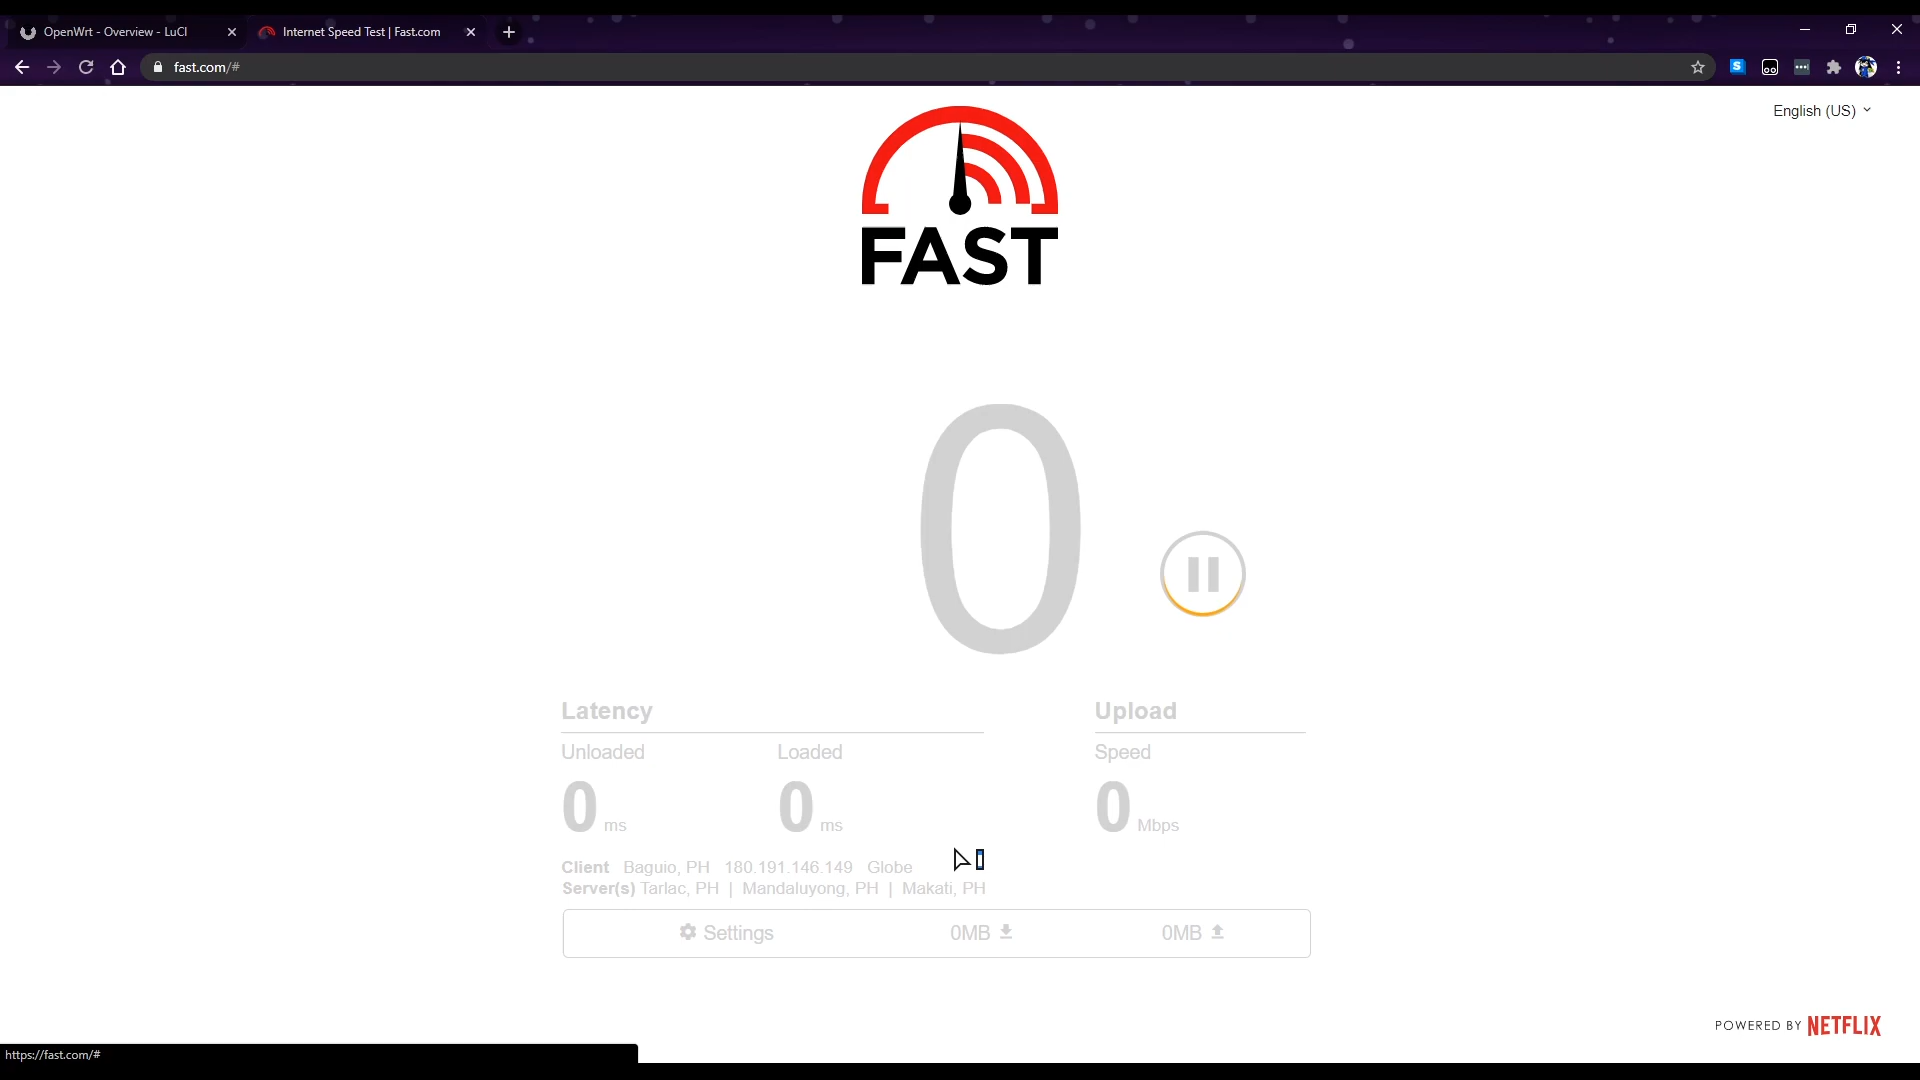 OpenWrt - Overview - LuCI
Internet Speed Test | Fast.com
fast.com/#
S
English (US)
FAST
0
Latency
Upload
Unloaded
Loaded
Speed
0 ms
0 ms
0 Mbps
Client Baguio, PH 180.191.146.149 Globe
Server(s) Tarlac, PH | Mandaluyong, PH | Makati, PH
Settings
0MB
0MB
POWERED BY NETFLIX
https://fast.com/#